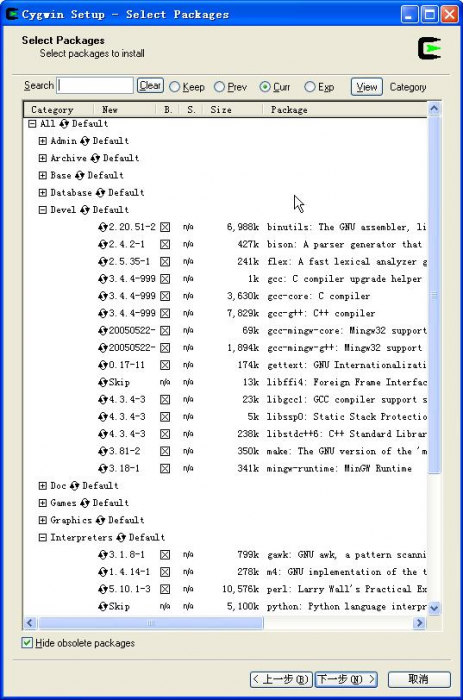 Cygwin Setup - Select Packages
Select Packages
Select packages to install
Search Clear Keep Prev Curr Exp View Category
Category New B. S. Size Package
All Default
Admin Default
Archive Default
Base Default
Database Default
Devel Default
2.20.51-2 n/a 6,988k binutils: The GNU assembler, li
2.4.2-1 n/a 427k bison: A parser generator that
2.5.35-1 n/a 241k flex: A fast lexical analyzer g
3.4.4-999 n/a 1k gcc: C compiler upgrade helper
3.4.4-999 n/a 3,630k gcc-core: C compiler
3.4.4-999 n/a 7,829k gcc-g++: C++ compiler
20050522- n/a 69k gcc-mingw-core: Mingw32 support
20050522- n/a 1,894k gcc-mingw-g++: Mingw32 support
0.17-11 n/a 174k gettext: GNU Internationalizati
Skip n/a n/a 13k libffi4: Foreign Frame Interfac
4.3.4-3 n/a 23k libgcc1: GCC compiler support s
4.3.4-3 n/a 5k libssp0: Static Stack Protectio
4.3.4-3 n/a 238k libstdc++6: C++ Standard Librar
3.81-2 n/a 350k make: The GNU version of the 'm
3.18-1 n/a 341k mingw-runtime: MinGW Runtime
Doc Default
Games Default
Graphics Default
Interpreters Default
3.1.8-1 n/a 799k gawk: GNU awk, a pattern scanni
1.4.14-1 n/a 278k m4: GNU implementation of the t
5.10.1-3 n/a 10,576k perl: Larry Wall's Practical Ex
Skip n/a n/a 5,100k python: Python language interpr
Hide obsolete packages
< 上一步(B) 下一步(N) > 取消